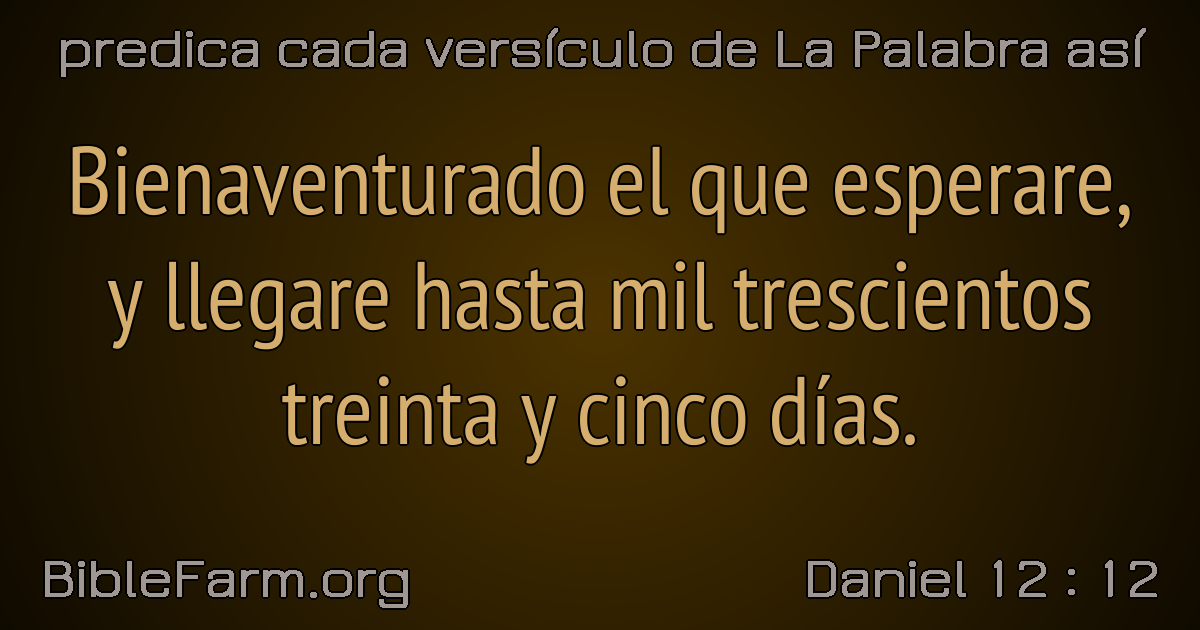 predica cada versículo de La Palabra así
Bienaventurado el que esperare,
y llegare hasta mil trescientos
treinta y cinco días.
BibleFarm.org
Daniel 12 : 12